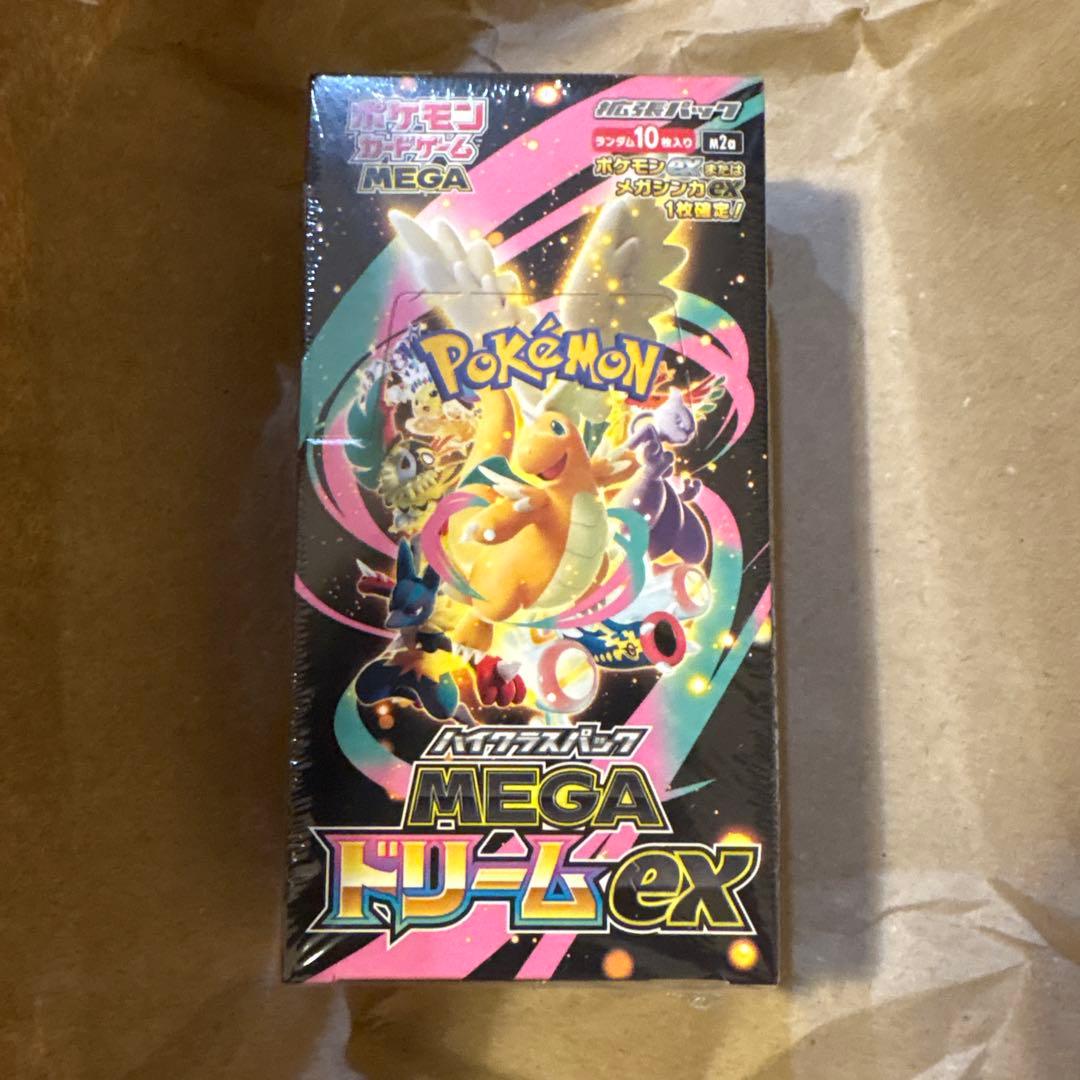 ポケモン
カードゲーム
MEGA
拡張パック
ランダム10枚入り M2a
ポケモンexまたは
メガシンカex
1枚確定!
POKéMON
ハイクラスパック
MEGA
ドリームex